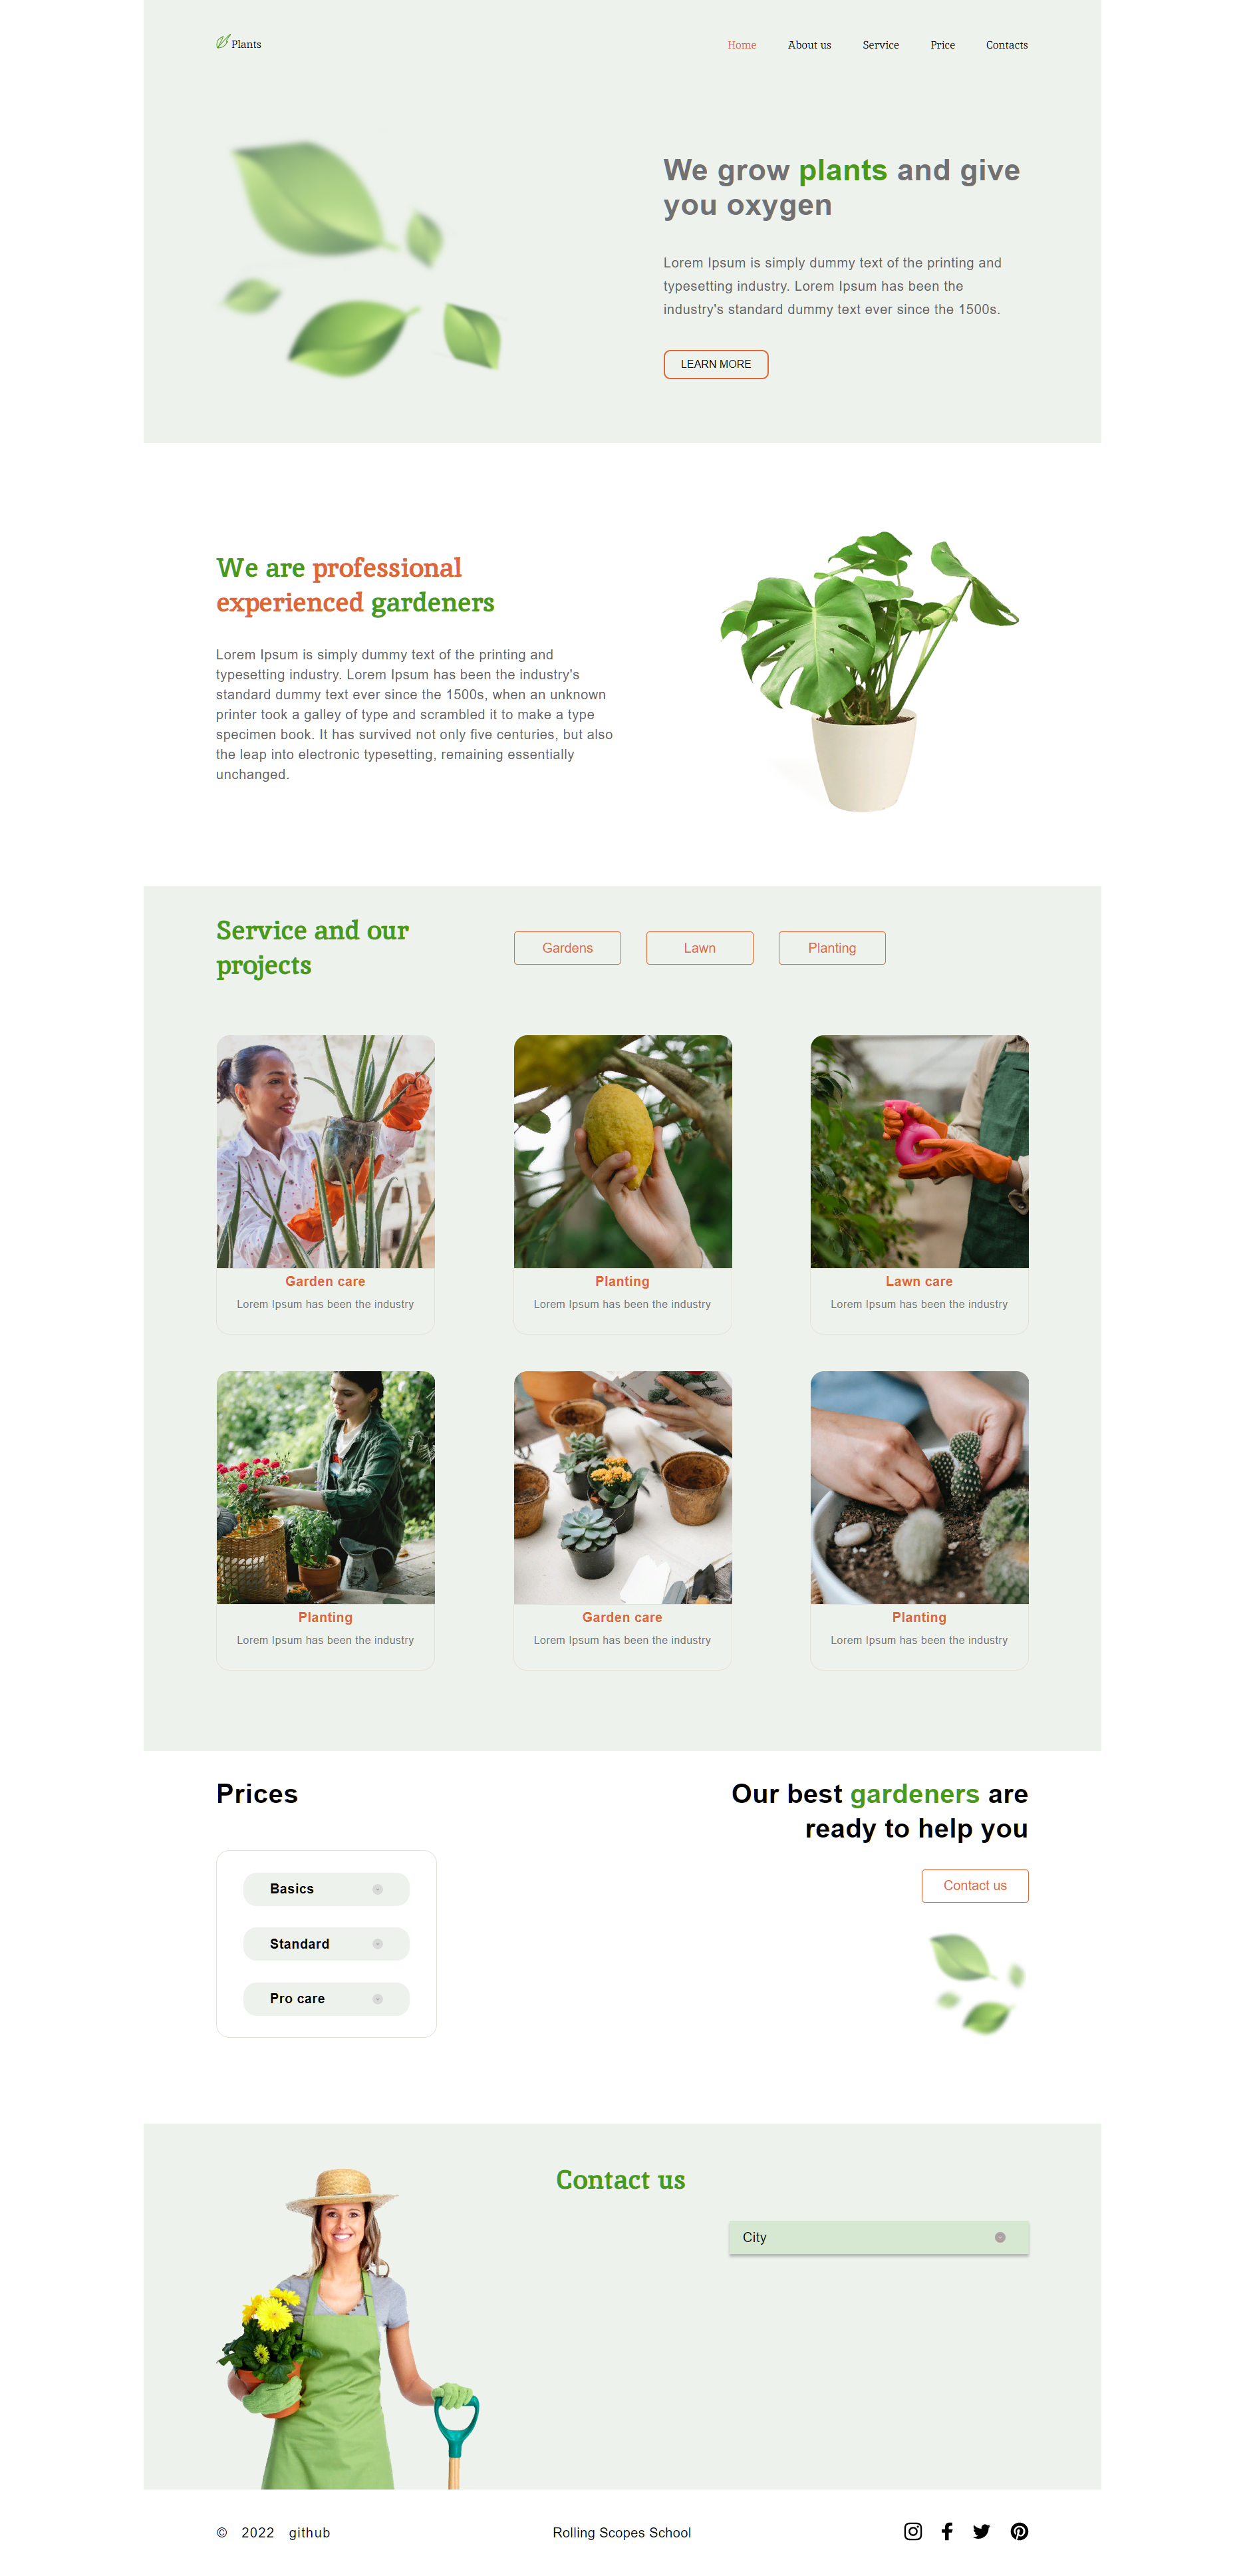 Plants
Home About us Service Price Contacts
We grow plants and give
you oxygen
Lorem Ipsum is simply dummy text of the printing and
typesetting industry. Lorem Ipsum has been the
industry's standard dummy text ever since the 1500s.
LEARN MORE
We are professional
experienced gardeners
Lorem Ipsum is simply dummy text of the printing and
typesetting industry. Lorem Ipsum has been the industry's
standard dummy text ever since the 1500s, when an unknown
printer took a galley of type and scrambled it to make a type
specimen book. It has survived not only five centuries, but also
the leap into electronic typesetting, remaining essentially
unchanged.
Service and our
projects
Gardens
Lawn
Planting
Garden care
Lorem Ipsum has been the industry
Planting
Lorem Ipsum has been the industry
Lawn care
Lorem Ipsum has been the industry
Planting
Lorem Ipsum has been the industry
Garden care
Lorem Ipsum has been the industry
Planting
Lorem Ipsum has been the industry
Prices
Basics
Standard
Pro care
Our best gardeners are
ready to help you
Contact us
Contact us
City
© 2022 github
Rolling Scopes School